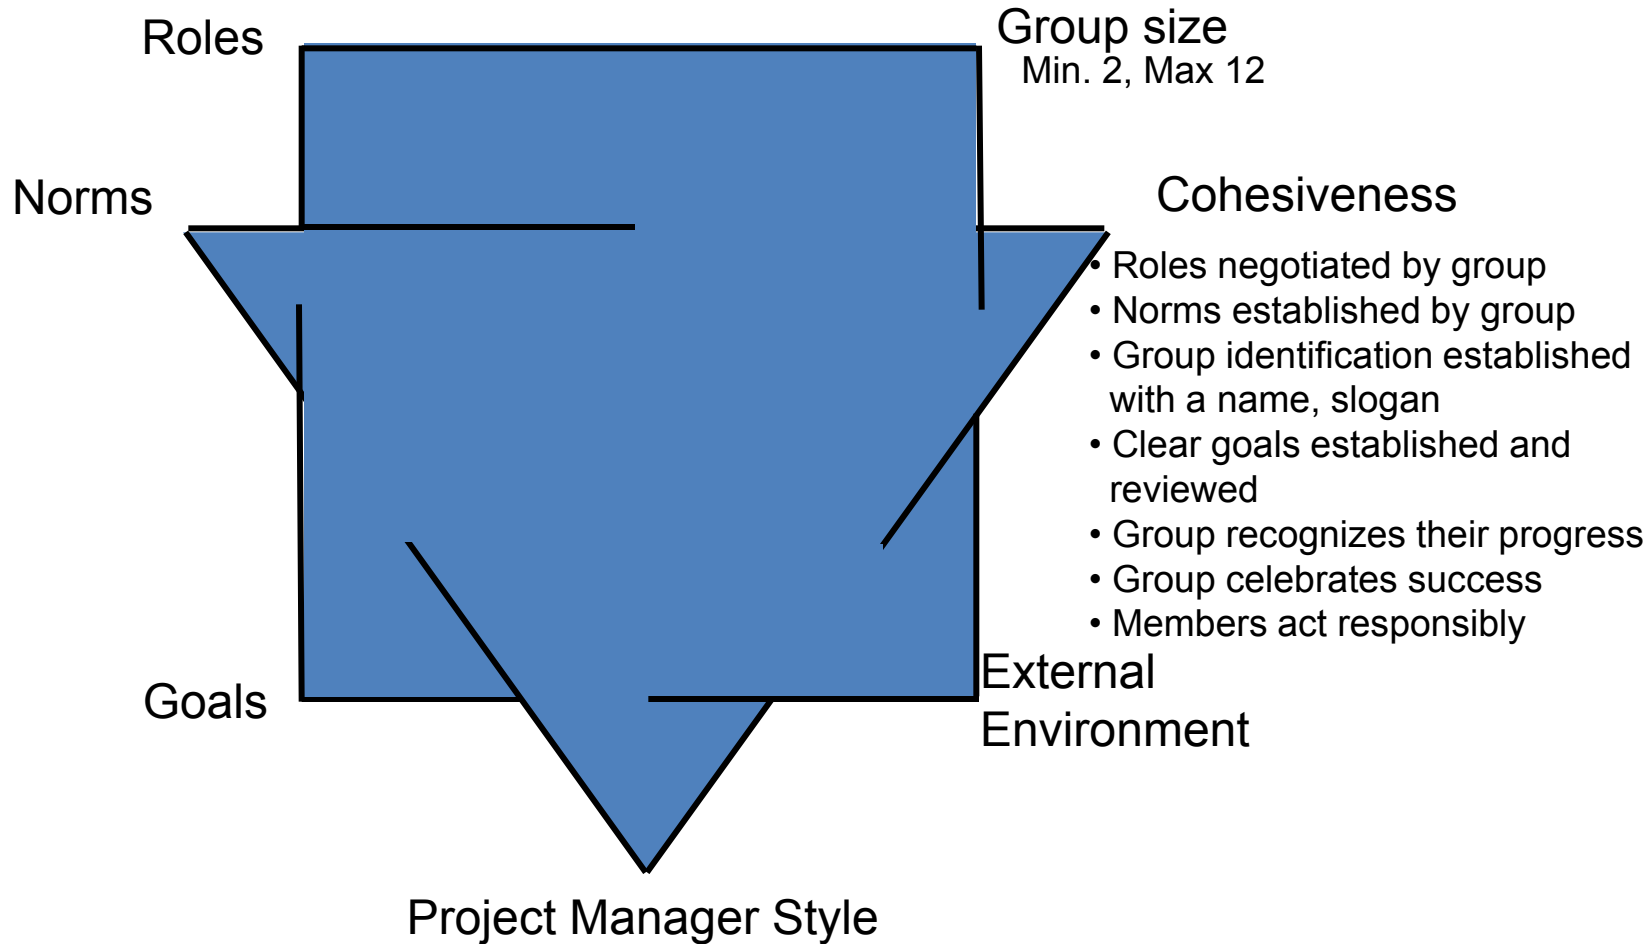 Roles
Group size
Min. 2, Max 12
Norms
Cohesiveness
• Roles negotiated by group
• Norms established by group
• Group identification established
with a name, slogan
• Clear goals established and
reviewed
• Group recognizes their progress
• Group celebrates success
• Members act responsibly
Goals
External
Environment
Project Manager Style